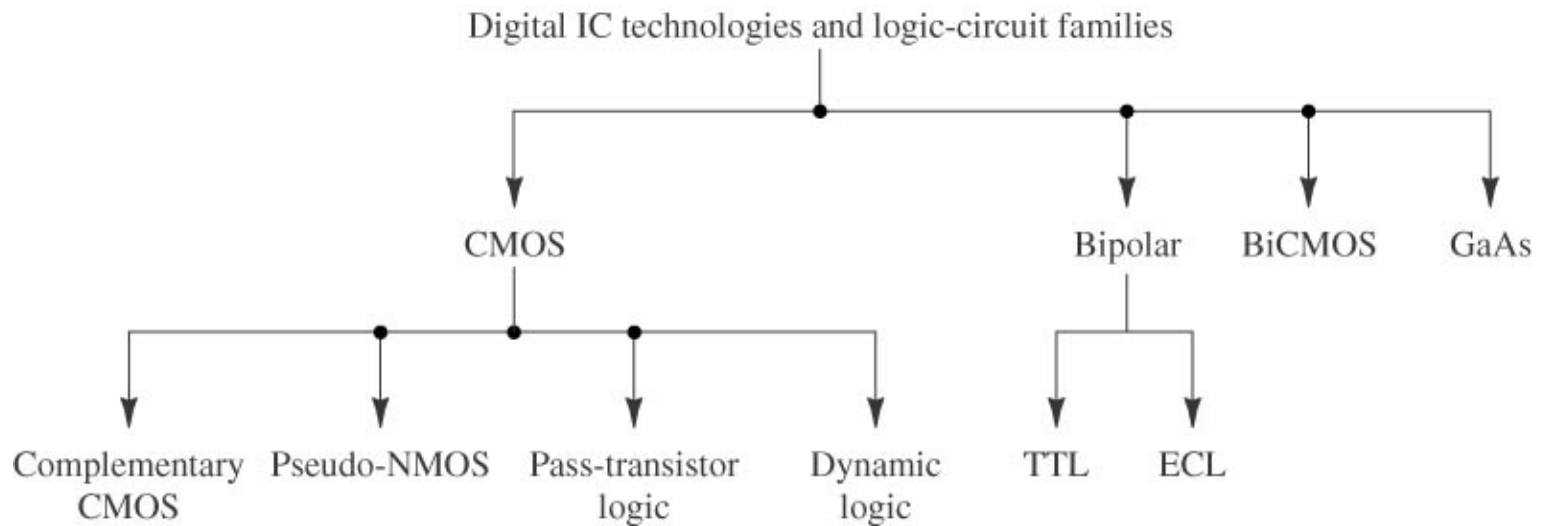 Digital IC technologies and logic-circuit families
CMOS
Bipolar
BiCMOS
GaAs
Complementary
CMOS
Pseudo-NMOS
Pass-transistor
logic
Dynamic
logic
TTL
ECL